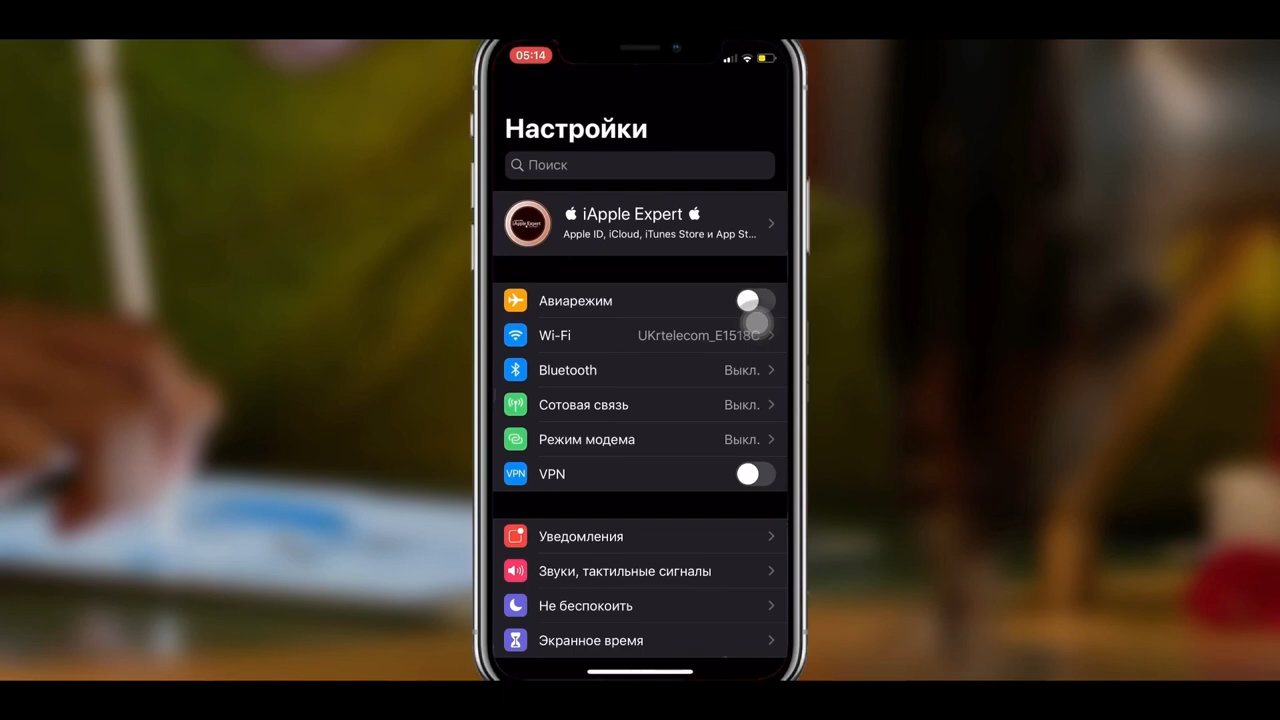 05:14
Настройки
Поиск
iApple Expert
Apple ID, iCloud, iTunes Store и App St...
Авиарежим
Wi-Fi UKrtelecom_E1518C
Bluetooth Выкл.
Сотовая связь Выкл.
Режим модема Выкл.
VPN VPN
Уведомления
Звуки, тактильные сигналы
Не беспокоить
Экранное время